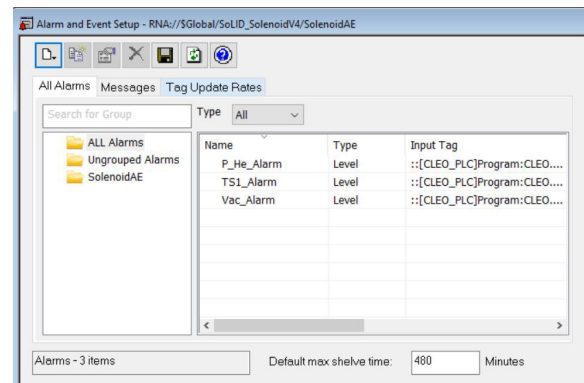 Alarm and Event Setup - RNA://$Global/SoLID_SolenoidV4/SolenoidAE
All Alarms Messages Tag Update Rates
Search for Group Type All
ALL Alarms
Ungrouped Alarms
SolenoidAE
Name Type Input Tag
P_He_Alarm Level ::[CLEO_PLC]Program:CLEO....
TS1_Alarm Level ::[CLEO_PLC]Program:CLEO....
Vac_Alarm Level ::[CLEO_PLC]Program:CLEO....
Alarms - 3 items Default max shelve time: 480 Minutes